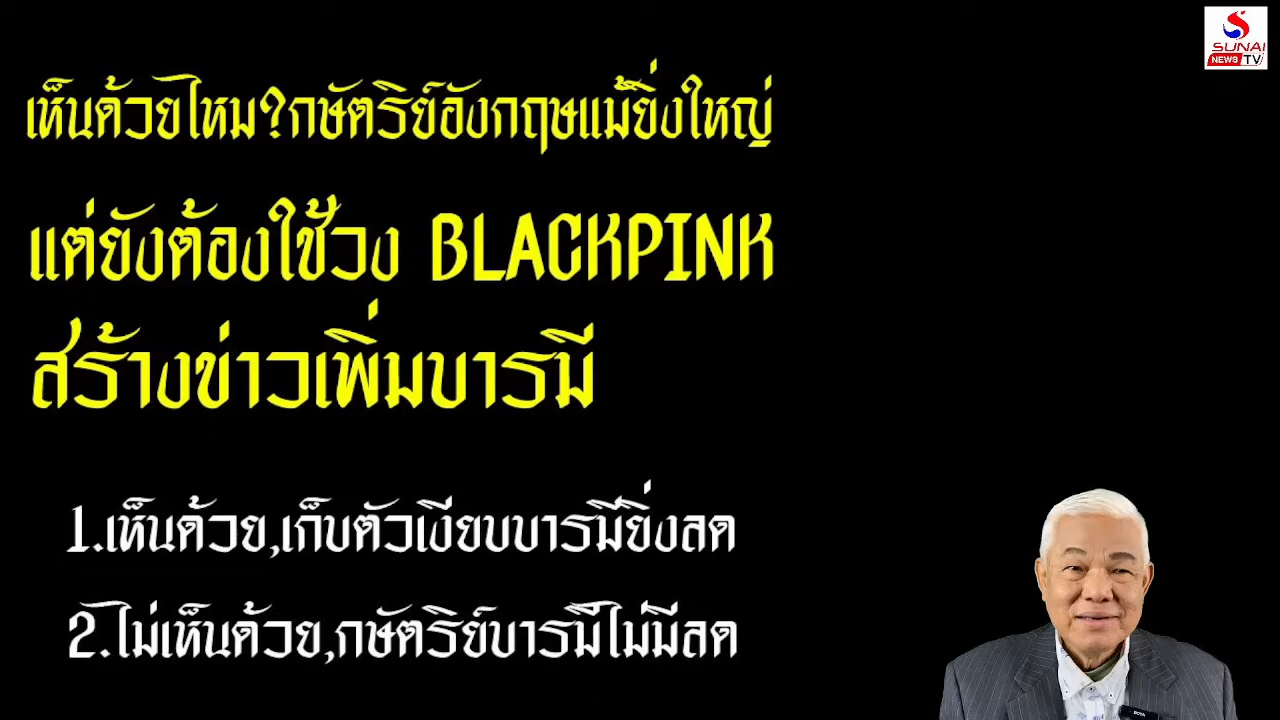 SUNAI
NEWS TV
เห็นด้วยไหม?กษัตริย์อังกฤษแม้ยิ่งใหญ่
แต่ยังต้องใช้วง BLACKPINK
สร้างข่าวเพิ่มบารมี
1.เห็นด้วย,เก็บตัวเงียบบารมียิ่งลด
2.ไม่เห็นด้วย,กษัตริย์บารมีไม่มีลด